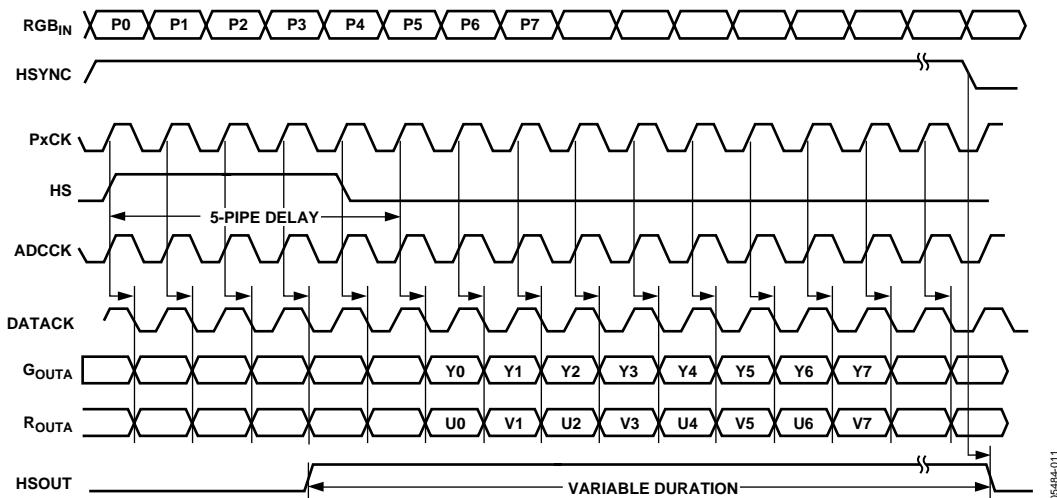 RGBIN P0 P1 P2 P3 P4 P5 P6 P7
HSYNC
PxCK
HS
5-PIPE DELAY
ADCCK
DATACK
GOUTA Y0 Y1 Y2 Y3 Y4 Y5 Y6 Y7
ROUTA U0 V1 U2 V3 U4 V5 U6 V7
HSOUT
VARIABLE DURATION
05484-011